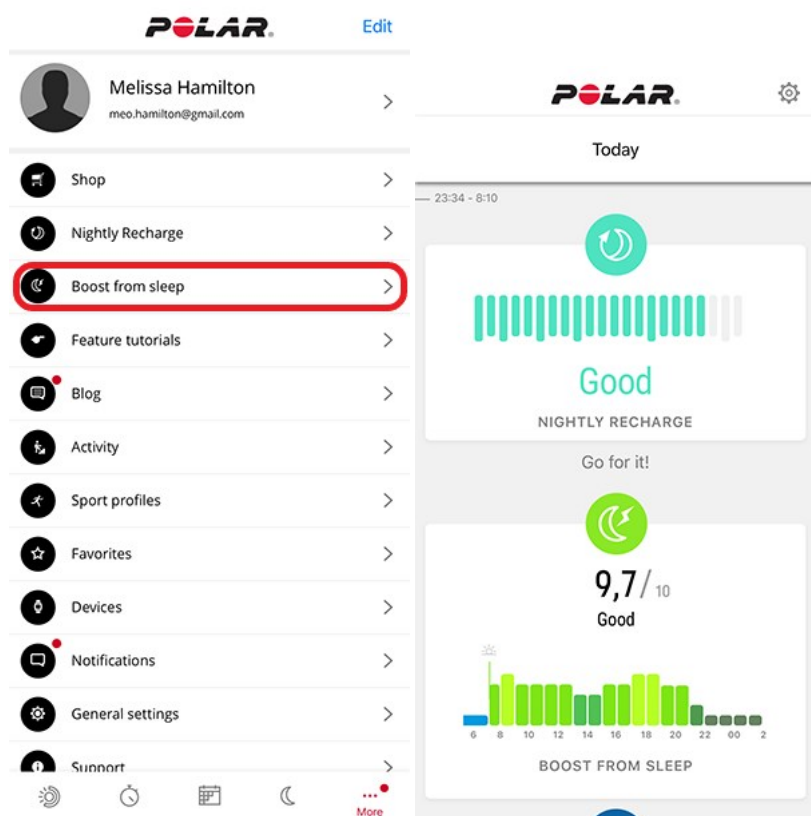 POLAR.
Edit
Melissa Hamilton
meo.hamilton@gmail.com
Shop
Nightly Recharge
Boost from sleep
Feature tutorials
Blog
Activity
Sport profiles
Favorites
Devices
Notifications
General settings
Support
More
POLAR.
Today
23:34 - 8:10
Good
NIGHTLY RECHARGE
Go for it!
9,7/ 10
Good
6 8 10 12 14 16 18 20 22 00 2
BOOST FROM SLEEP